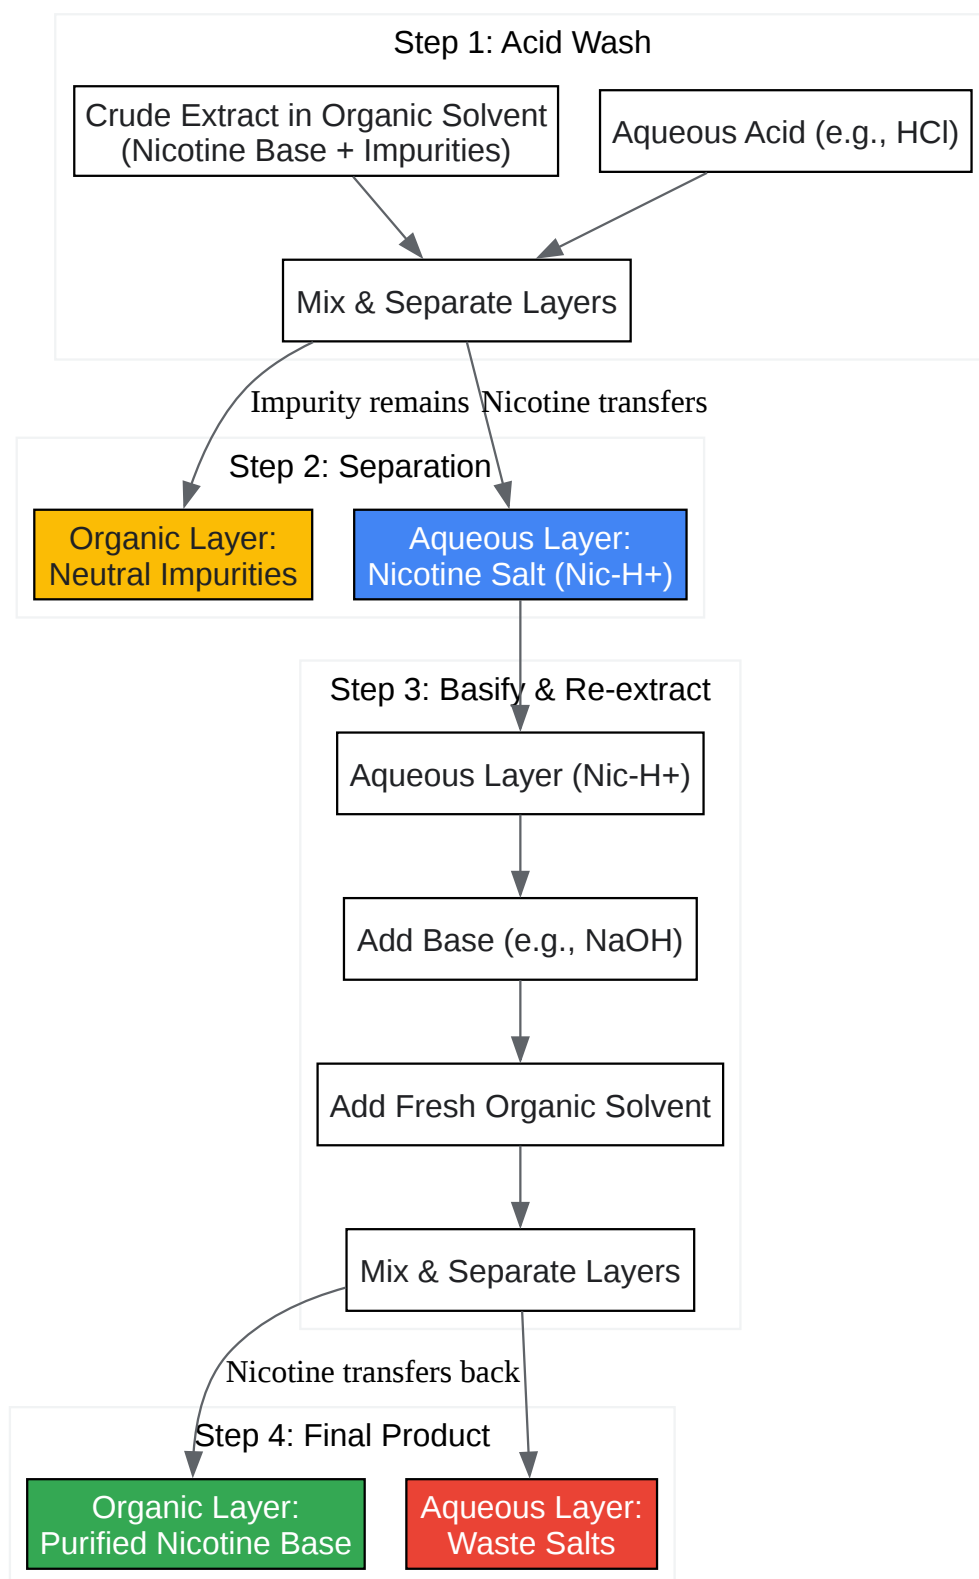 Step 1: Acid Wash
Crude Extract in Organic Solvent
(Nicotine Base + Impurities)
Aqueous Acid (e.g., HCl)
Mix & Separate Layers
Impurity remains
Nicotine transfers
Step 2: Separation
Organic Layer:
Neutral Impurities
Aqueous Layer:
Nicotine Salt (Nic-H+)
Step 3: Basify & Re-extract
Aqueous Layer (Nic-H+)
Add Base (e.g., NaOH)
Add Fresh Organic Solvent
Mix & Separate Layers
Nicotine transfers back
Step 4: Final Product
Organic Layer:
Purified Nicotine Base
Aqueous Layer:
Waste Salts